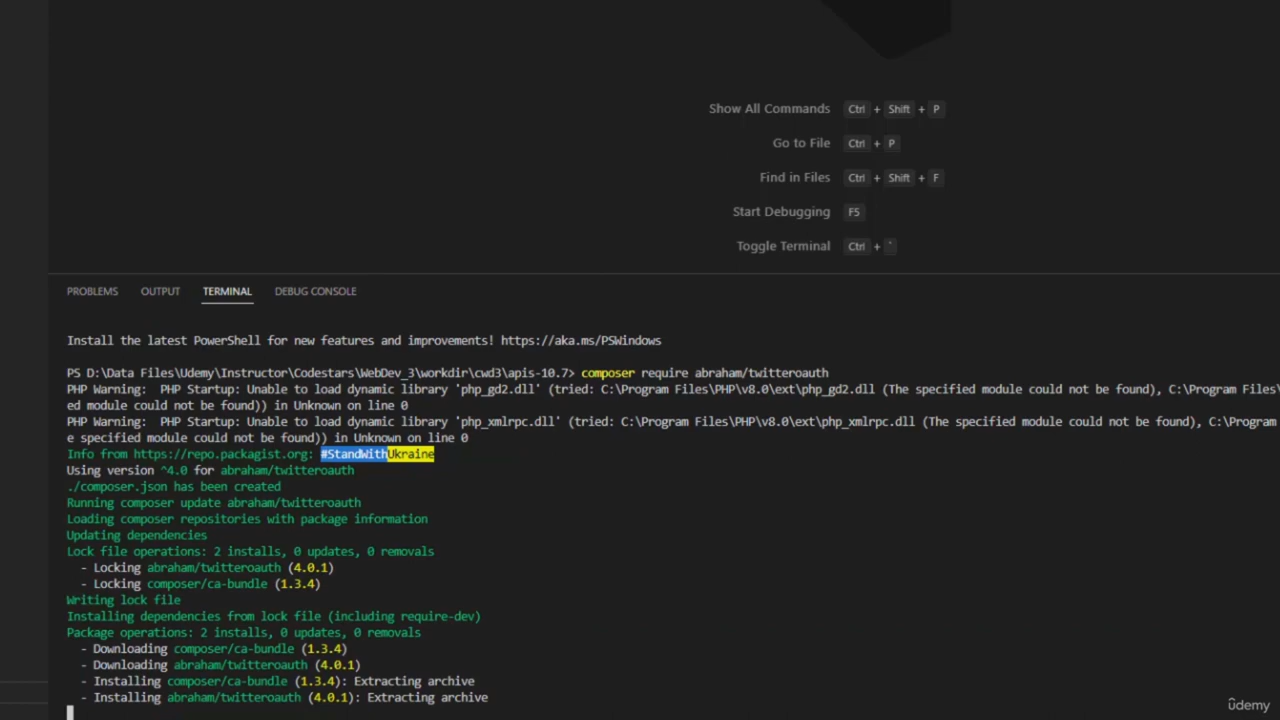 Show All Commands Ctrl + Shift + P
Go to File Ctrl + P
Find in Files Ctrl + Shift + F
Start Debugging F5
Toggle Terminal Ctrl + `
PROBLEMS OUTPUT TERMINAL DEBUG CONSOLE
Install the latest PowerShell for new features and improvements! https://aka.ms/PSWindows
PS D:\Data Files\Udemy\Instructor\Codestars\WebDev_3\workdir\cwd3\apis-10.7> composer require abraham/twitteroauth
PHP Warning:  PHP Startup: Unable to load dynamic library 'php_gd2.dll' (tried: C:\Program Files\PHP\v8.0\ext\php_gd2.dll (The specified module could not be found), C:\Program Files\
ed module could not be found)) in Unknown on line 0
PHP Warning:  PHP Startup: Unable to load dynamic library 'php_xmlrpc.dll' (tried: C:\Program Files\PHP\v8.0\ext\php_xmlrpc.dll (The specified module could not be found), C:\Program
e specified module could not be found)) in Unknown on line 0
Info from https://repo.packagist.org: #StandWithUkraine
Using version ^4.0 for abraham/twitteroauth
./composer.json has been created
Running composer update abraham/twitteroauth
Loading composer repositories with package information
Updating dependencies
Lock file operations: 2 installs, 0 updates, 0 removals
- Locking abraham/twitteroauth (4.0.1)
- Locking composer/ca-bundle (1.3.4)
Writing lock file
Installing dependencies from lock file (including require-dev)
Package operations: 2 installs, 0 updates, 0 removals
- Downloading composer/ca-bundle (1.3.4)
- Downloading abraham/twitteroauth (4.0.1)
- Installing composer/ca-bundle (1.3.4): Extracting archive
- Installing abraham/twitteroauth (4.0.1): Extracting archive
ûdemy